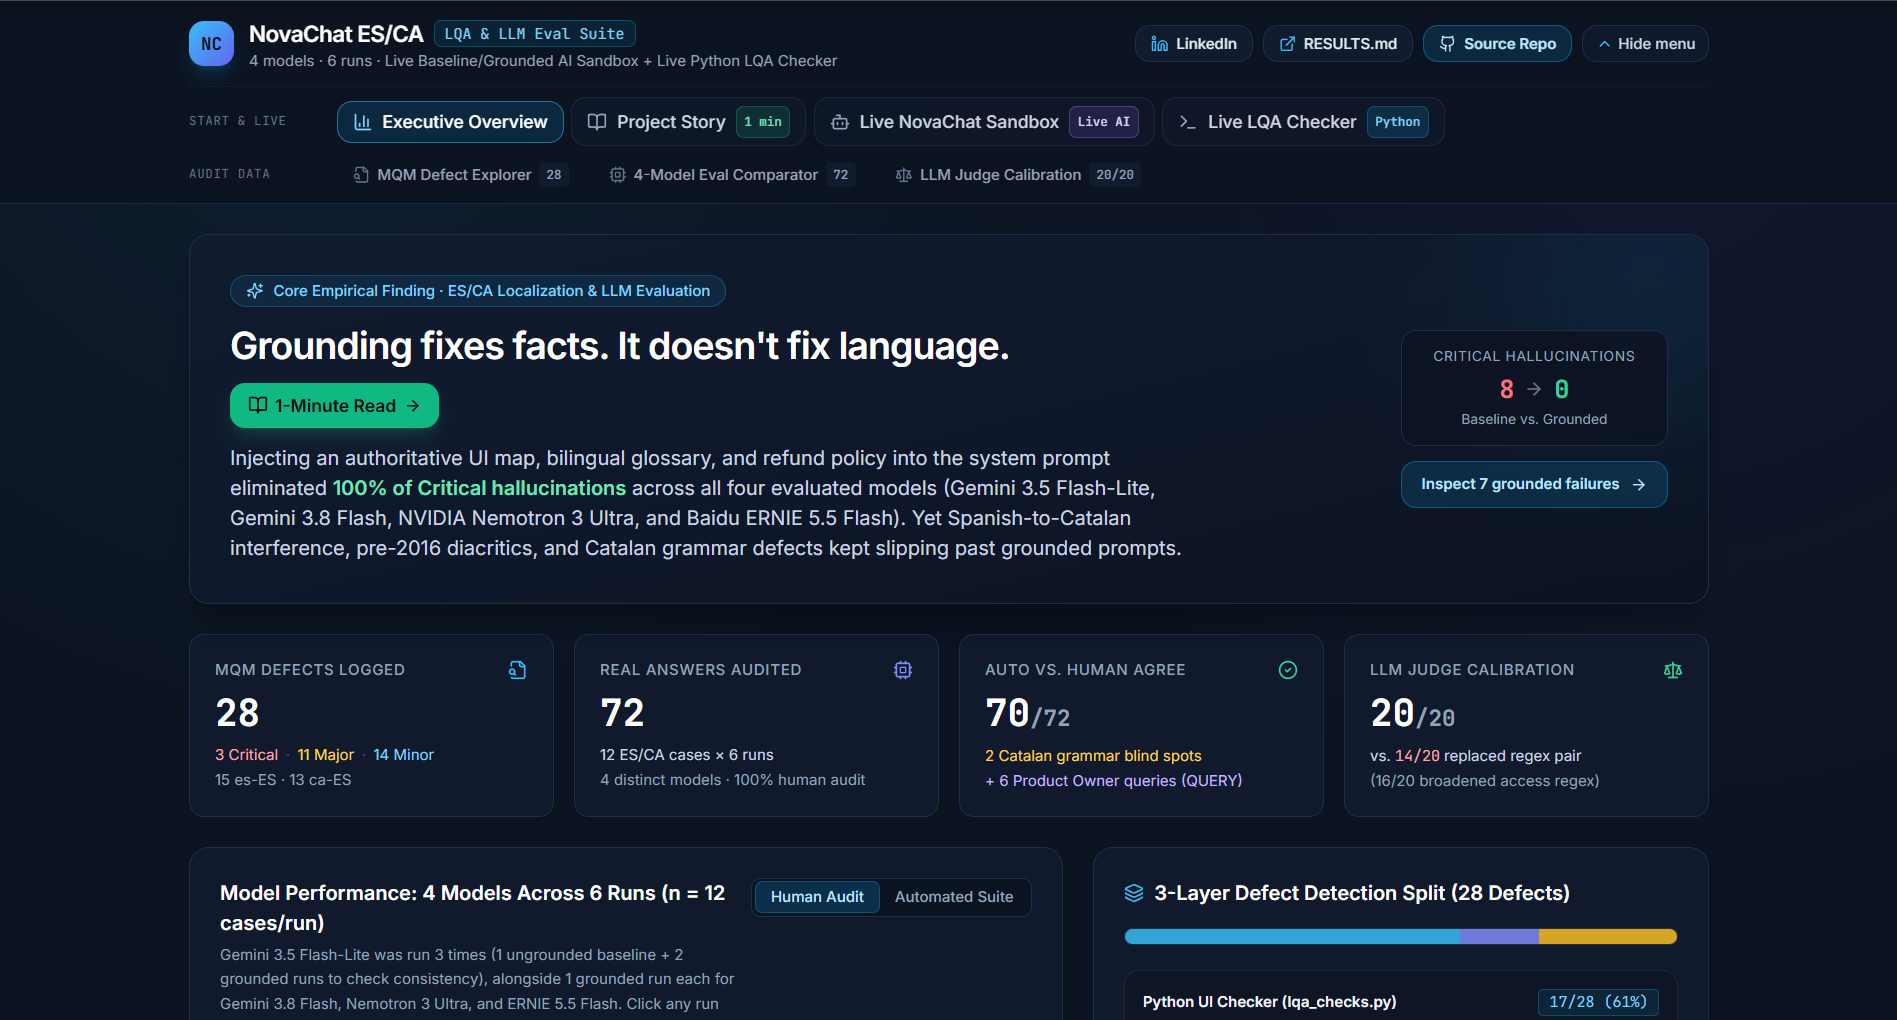 NC
NovaChat ES/CA
LQA & LLM Eval Suite
4 models · 6 runs · Live Baseline/Grounded AI Sandbox + Live Python LQA Checker
LinkedIn
RESULTS.md
Source Repo
Hide menu
START & LIVE
Executive Overview
Project Story
1 min
Live NovaChat Sandbox
Live AI
Live LQA Checker
Python
AUDIT DATA
MQM Defect Explorer
28
4-Model Eval Comparator
72
LLM Judge Calibration
20/20
Core Empirical Finding · ES/CA Localization & LLM Evaluation
Grounding fixes facts. It doesn't fix language.
1-Minute Read →
Injecting an authoritative UI map, bilingual glossary, and refund policy into the system prompt
eliminated 100% of Critical hallucinations across all four evaluated models (Gemini 3.5 Flash-Lite,
Gemini 3.8 Flash, NVIDIA Nemotron 3 Ultra, and Baidu ERNIE 5.5 Flash). Yet Spanish-to-Catalan
interference, pre-2016 diacritics, and Catalan grammar defects kept slipping past grounded prompts.
CRITICAL HALLUCINATIONS
8 → 0
Baseline vs. Grounded
Inspect 7 grounded failures →
MQM DEFECTS LOGGED
28
3 Critical · 11 Major · 14 Minor
15 es-ES · 13 ca-ES
REAL ANSWERS AUDITED
72
12 ES/CA cases × 6 runs
4 distinct models · 100% human audit
AUTO VS. HUMAN AGREE
70/72
2 Catalan grammar blind spots
+ 6 Product Owner queries (QUERY)
LLM JUDGE CALIBRATION
20/20
vs. 14/20 replaced regex pair
(16/20 broadened access regex)
Model Performance: 4 Models Across 6 Runs (n = 12
cases/run)
Human Audit
Automated Suite
Gemini 3.5 Flash-Lite was run 3 times (1 ungrounded baseline + 2
grounded runs to check consistency), alongside 1 grounded run each for
Gemini 3.8 Flash, Nemotron 3 Ultra, and ERNIE 5.5 Flash. Click any run
3-Layer Defect Detection Split (28 Defects)
Python UI Checker (lqa_checks.py)
17/28 (61%)